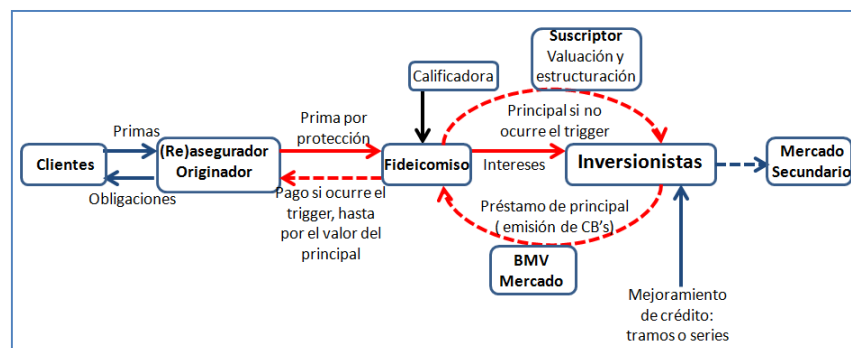 Suscriptor
Valuación y
estructuración
Calificadora
Primas
(Re)asegurador
Originador
Prima por
protección
Principal si no
ocurre el trigger
Clientes
Fideicomiso
Intereses
Inversionistas
Mercado
Secundario
Obligaciones
Pago si ocurre el
trigger, hasta
por el valor del
principal
Préstamo de principal
( emisión de CB's)
BMV
Mercado
Mejoramiento
de crédito:
tramos o series